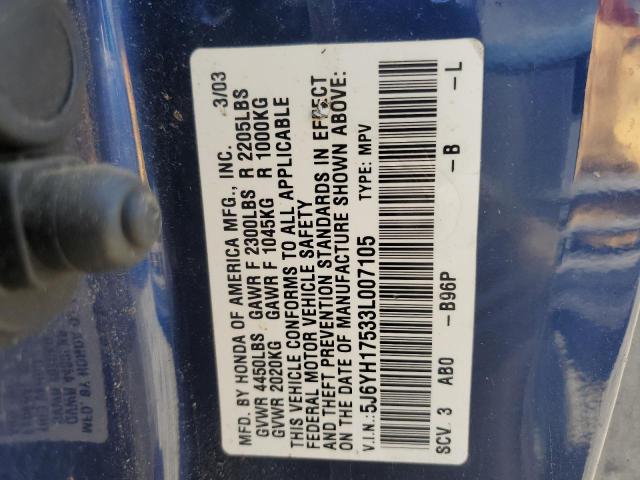 MFD. BY HONDA OF AMERICA MFG., INC. 3/03
GVWR 4450LBS GAWR F 2300LBS R 2205LBS
GVWR 2020KG GAWR F 1045KG R 1000KG
THIS VEHICLE CONFORMS TO ALL APPLICABLE
FEDERAL MOTOR VEHICLE SAFETY
AND THEFT PREVENTION STANDARDS IN EFFECT
ON THE DATE OF MANUFACTURE SHOWN ABOVE:
V.I.N.: 5J6YH17533L007105 TYPE: MPV
SCV. 3 AB0 -B96P -B -L